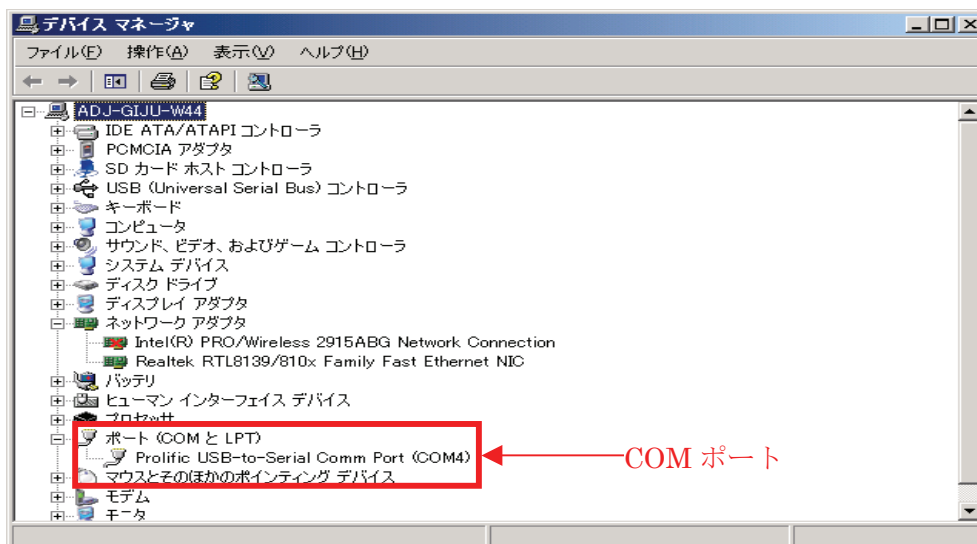 デバイス マネージャ
ファイル(F) 操作(A) 表示(V) ヘルプ(H)
ADJ-GIJU-W44
IDE ATA/ATAPI コントローラ
PCMCIA アダプタ
SD カード ホスト コントローラ
USB (Universal Serial Bus) コントローラ
キーボード
コンピュータ
サウンド、ビデオ、およびゲーム コントローラ
システム デバイス
ディスク ドライブ
ディスプレイ アダプタ
ネットワーク アダプタ
Intel(R) PRO/Wireless 2915ABG Network Connection
Realtek RTL8139/810x Family Fast Ethernet NIC
バッテリ
ヒューマン インターフェイス デバイス
プロセッサ
ポート (COM と LPT)
Prolific USB-to-Serial Comm Port (COM4)
COM ポート
マウスとそのほかのポインティング デバイス
モデム
モニタ